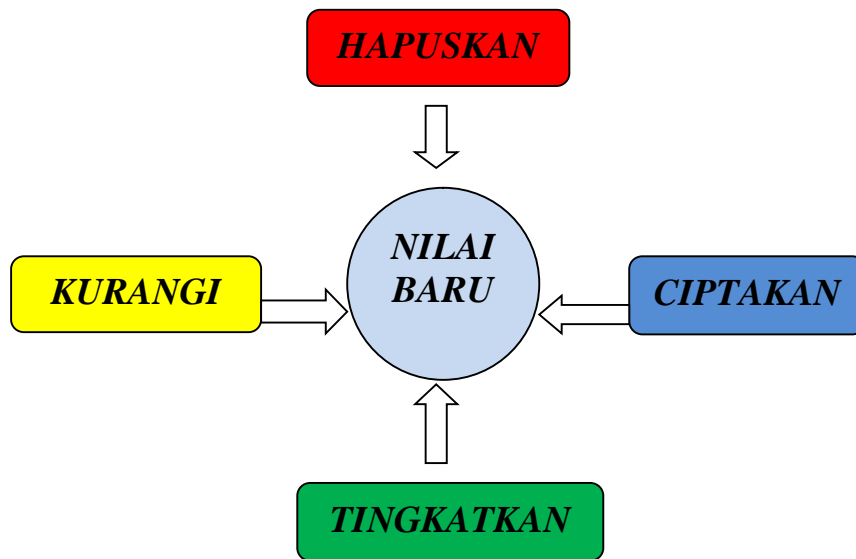 HAPUSKAN
NILAI
BARU
KURANGI
CIPTAKAN
TINGKATKAN